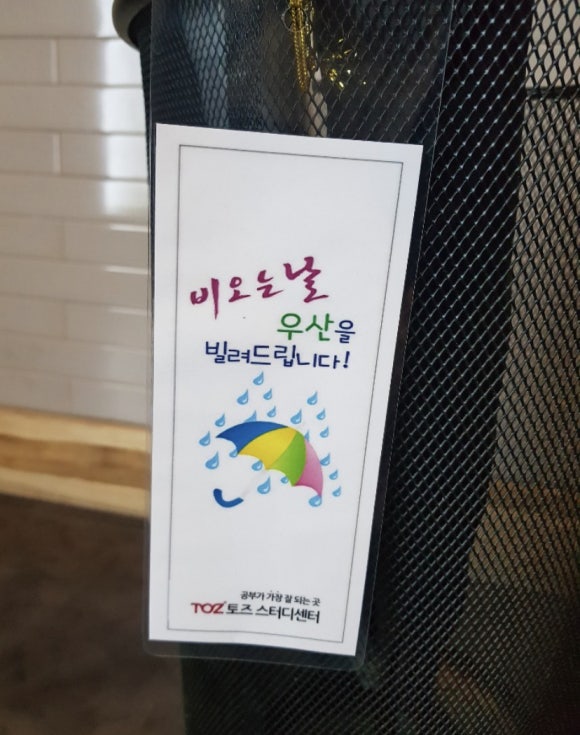 비오는날
우산을
빌려드립니다!
공부가 가장 잘 되는 곳
TOZ 토즈 스터디센터